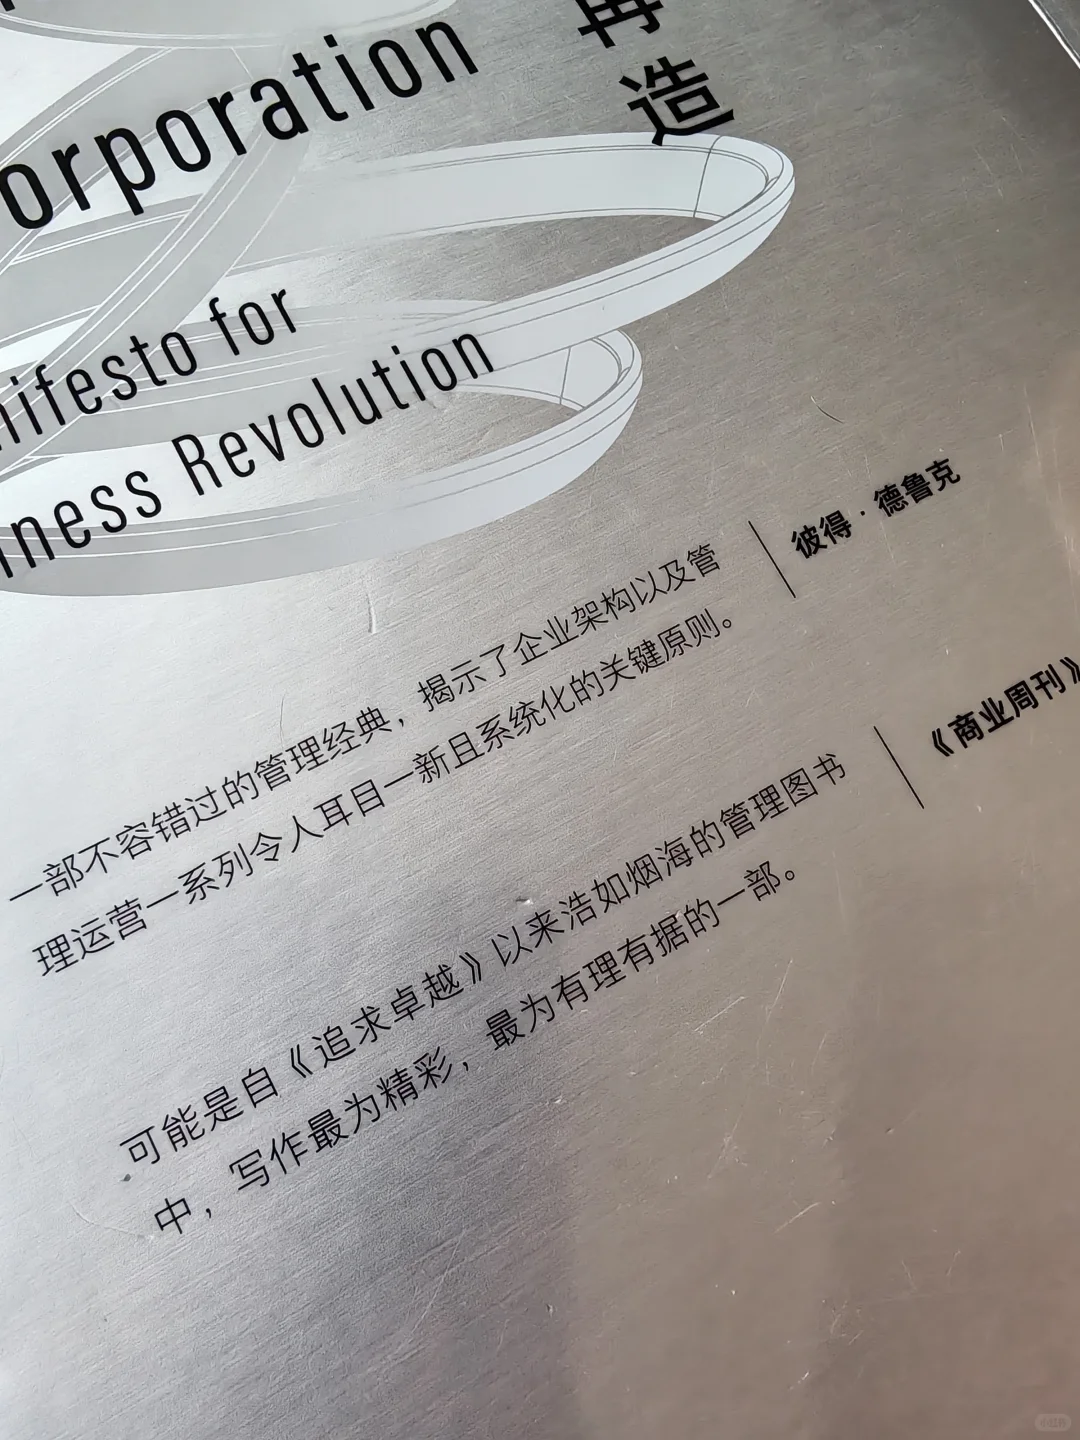 再
造
orporation
nifesto for
iness Revolution
一部不容错过的管理经典，揭示了企业架构以及管
理运营一系列令人耳目一新且系统化的关键原则。
彼得·德鲁克
可能是自《追求卓越》以来浩如烟海的管理图书
中，写作最为精彩，最为有理有据的一部。
《商业周刊》
小红书